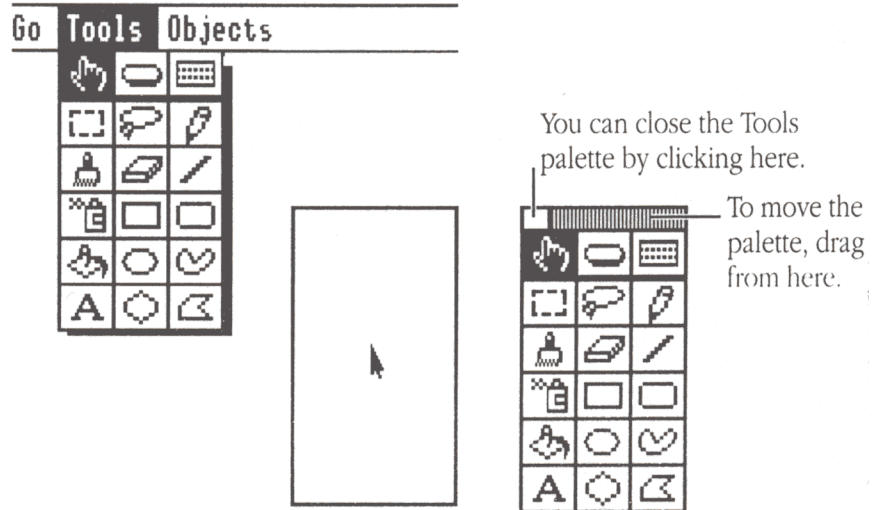 Go Tools Objects
A
You can close the Tools
palette by clicking here.
To move the
palette, drag
from here.
A